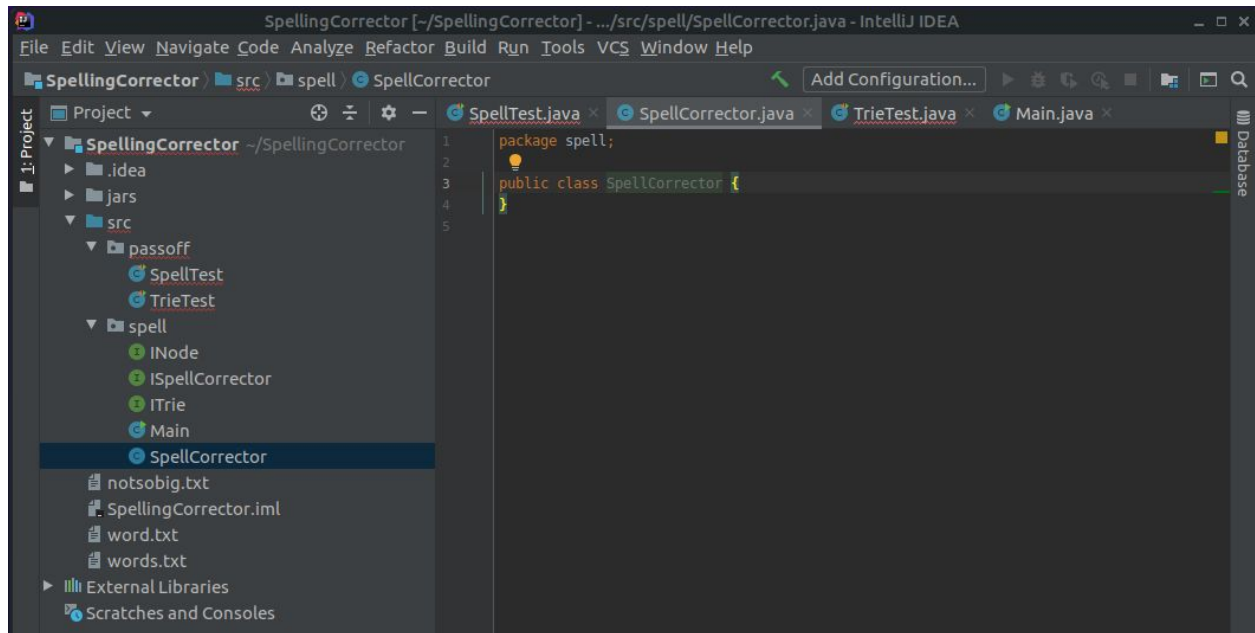 SpellingCorrector [~/SpellingCorrector] - .../src/spell/SpellCorrector.java - IntelliJ IDEA
File Edit View Navigate Code Analyze Refactor Build Run Tools VCS Window Help
SpellingCorrector src spell SpellCorrector Add Configuration...
1: Project
Project
SpellTest.java SpellCorrector.java TrieTest.java Main.java
SpellingCorrector ~/SpellingCorrector
.idea
jars
src
passoff
SpellTest
TrieTest
spell
INode
ISpellCorrector
ITrie
Main
SpellCorrector
notsobig.txt
SpellingCorrector.iml
word.txt
words.txt
External Libraries
Scratches and Consoles
1 package spell;
2
3 public class SpellCorrector {
4 }
5
Database